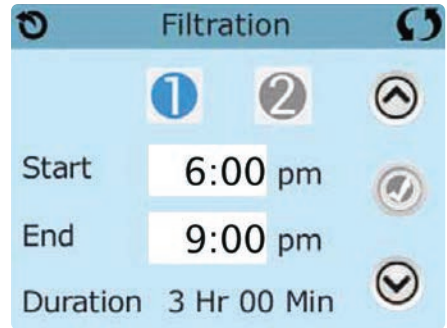 Filtration
1 2
Start 6:00 pm
End 9:00 pm
Duration 3 Hr 00 Min